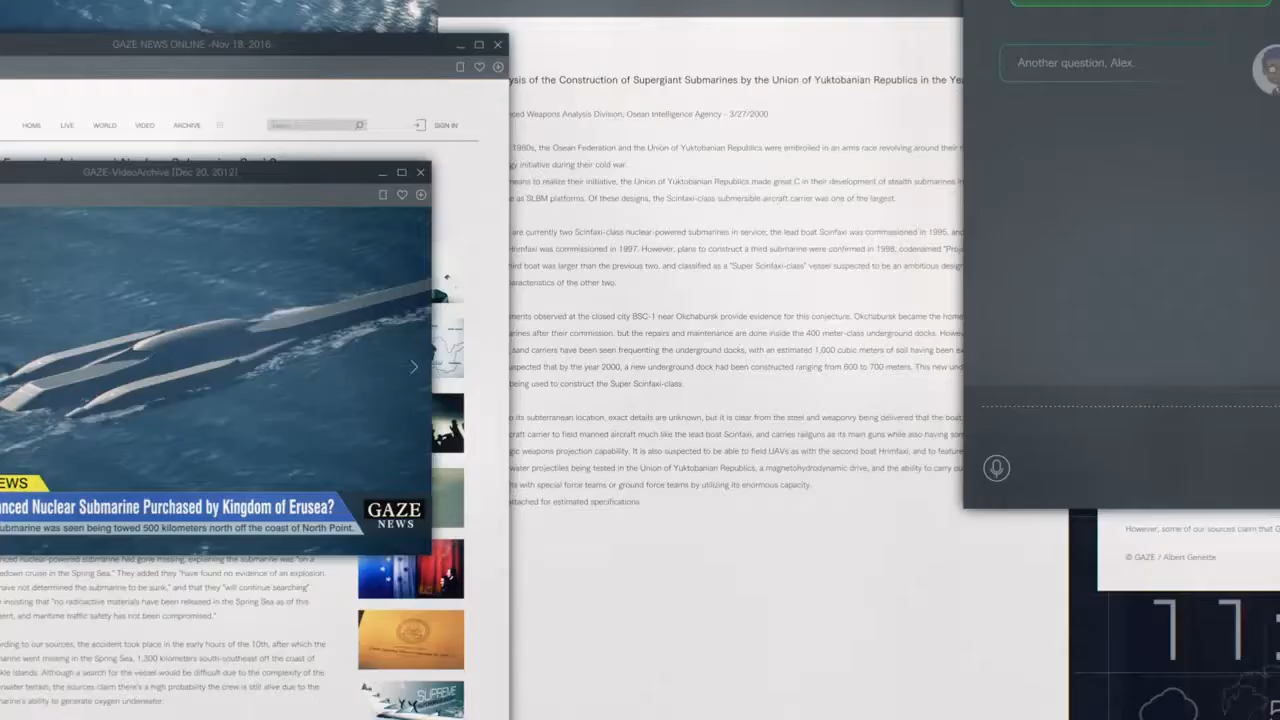 GAZE NEWS ONLINE -Nov 18, 2016
HOME LIVE WORLD VIDEO ARCHIVE SIGN IN
GAZE-VideoArchive [Dec 20, 2012]
EWS
nced Nuclear Submarine Purchased by Kingdom of Erusea?
ubmarine was seen being towed 500 kilometers north off the coast of North Point.
GAZE
NEWS
nced nuclear-powered submarine had gone missing, explaining the submarine was "on a
edown cruise in the Spring Sea." They added they "have found no evidence of an explosion.
have not determined the submarine to be sunk," and that they "will continue searching"
insisting that "no radioactive materials have been released in the Spring Sea as of this
ent, and maritime traffic safety has not been compromised."
rding to our sources, the accident took place in the early hours of the 10th, after which the
marine went missing in the Spring Sea, 1,300 kilometers south-southeast off the coast of
kle Islands. Although a search for the vessel would be difficult due to the complexity of the
rwater terrain, the sources claim there's a high probability the crew is still alive due to the
marine's ability to generate oxygen underwater.
SUPREME
ysis of the Construction of Supergiant Submarines by the Union of Yuktobanian Republics in the Yea
ced Weapons Analysis Division, Osean Intelligence Agency - 3/27/2000
1980s, the Osean Federation and the Union of Yuktobanian Republics were embroiled in an arms race revolving around their
gy initiative during their cold war.
means to realize their initiative, the Union of Yuktobanian Republics made great C in their development of stealth submarines in
e as SLBM platforms. Of these designs, the Scinfaxi-class submersible aircraft carrier was one of the largest.
are currently two Scinfaxi-class nuclear-powered submarines in service, the lead boat Scinfaxi was commissioned in 1995, and
Hrimfaxi was commissioned in 1997. However, plans to construct a third submarine were confirmed in 1998, codenamed "Proje
hird boat was larger than the previous two, and classified as a "Super Scinfaxi-class" vessel suspected to be an ambitious design
aracteristics of the other two.
ments observed at the closed city BSC-1 near Okchabursk provide evidence for this conjecture. Okchabursk became the home
arines after their commission, but the repairs and maintenance are done inside the 400 meter-class underground docks. Howev
sand carriers have been seen frequenting the underground docks, with an estimated 1,000 cubic meters of soil having been ex
uspected that by the year 2000, a new underground dock had been constructed ranging from 600 to 700 meters. This new und
being used to construct the Super Scinfaxi-class.
o its subterranean location, exact details are unknown, but it is clear from the steel and weaponry being delivered that the boat
craft carrier to field manned aircraft much like the lead boat Scinfaxi, and carries railguns as its main guns while also having som
gic weapons projection capability. It is also suspected to be able to field UAVs as with the second boat Hrimfaxi, and to feature
water projectiles being tested in the Union of Yuktobanian Republics, a magnetohydrodynamic drive, and the ability to carry ou
its with special force teams or ground force teams by utilizing its enormous capacity.
attached for estimated specifications
Another question, Alex.
However, some of our sources claim that G
© GAZE / Albert Genette
11: